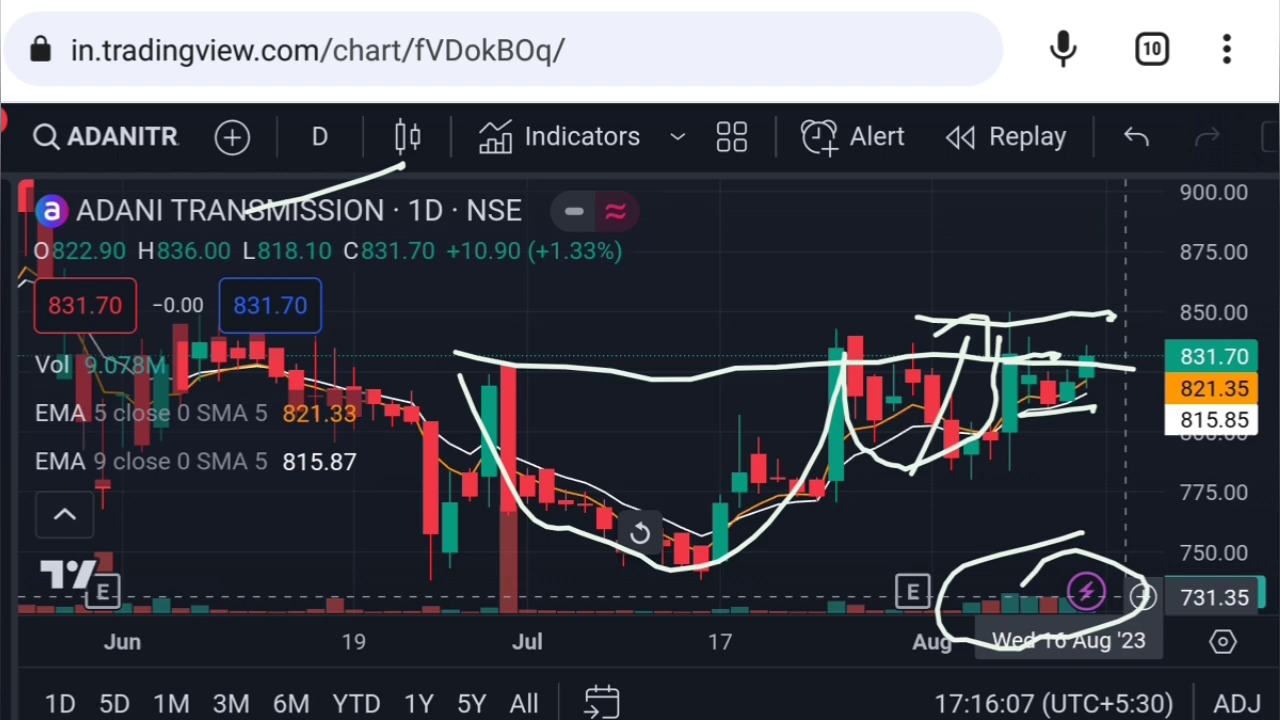 in.tradingview.com/chart/fVDokBOq/
10
ADANITR
D
Indicators
Alert
Replay
ADANI TRANSMISSION · 1D · NSE
O822.90 H836.00 L818.10 C831.70 +10.90 (+1.33%)
831.70 −0.00 831.70
Vol 9.078M
EMA 5 close 0 SMA 5 821.33
EMA 9 close 0 SMA 5 815.87
900.00
875.00
850.00
831.70
821.35
815.85
775.00
750.00
731.35
E
E
Jun 19 Jul 17 Aug Wed 16 Aug '23
1D 5D 1M 3M 6M YTD 1Y 5Y All
17:16:07 (UTC+5:30) ADJ